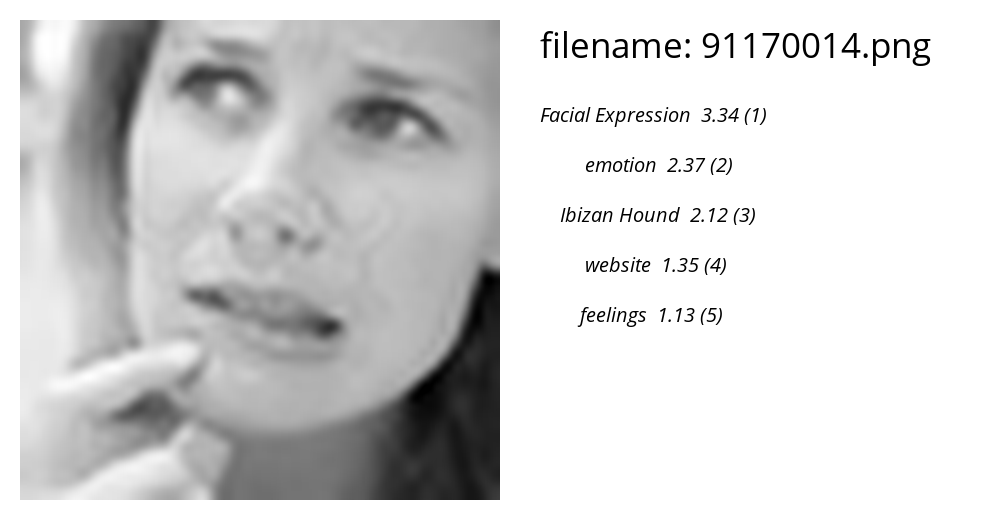 filename: 91170014.png
Facial Expression 3.34 (1)
emotion 2.37 (2)
Ibizan Hound 2.12 (3)
website 1.35 (4)
feelings 1.13 (5)